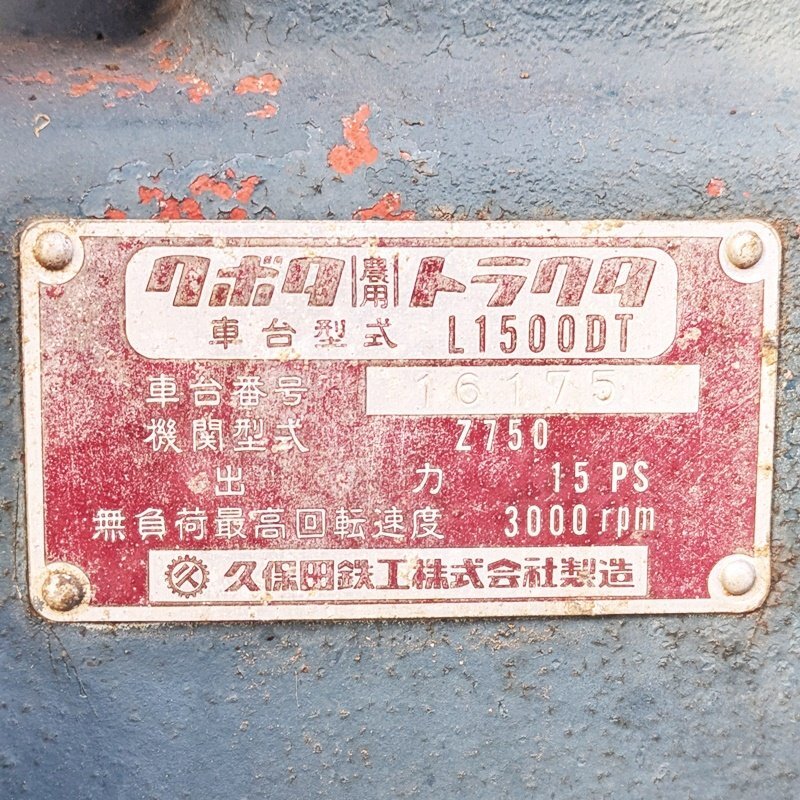 クボタ農用トラクタ
車台型式 L1500DT
車台番号 16175
機関型式 Z750
出力 15 PS
無負荷最高回転速度 3000 rpm
久保田鉄工株式会社製造